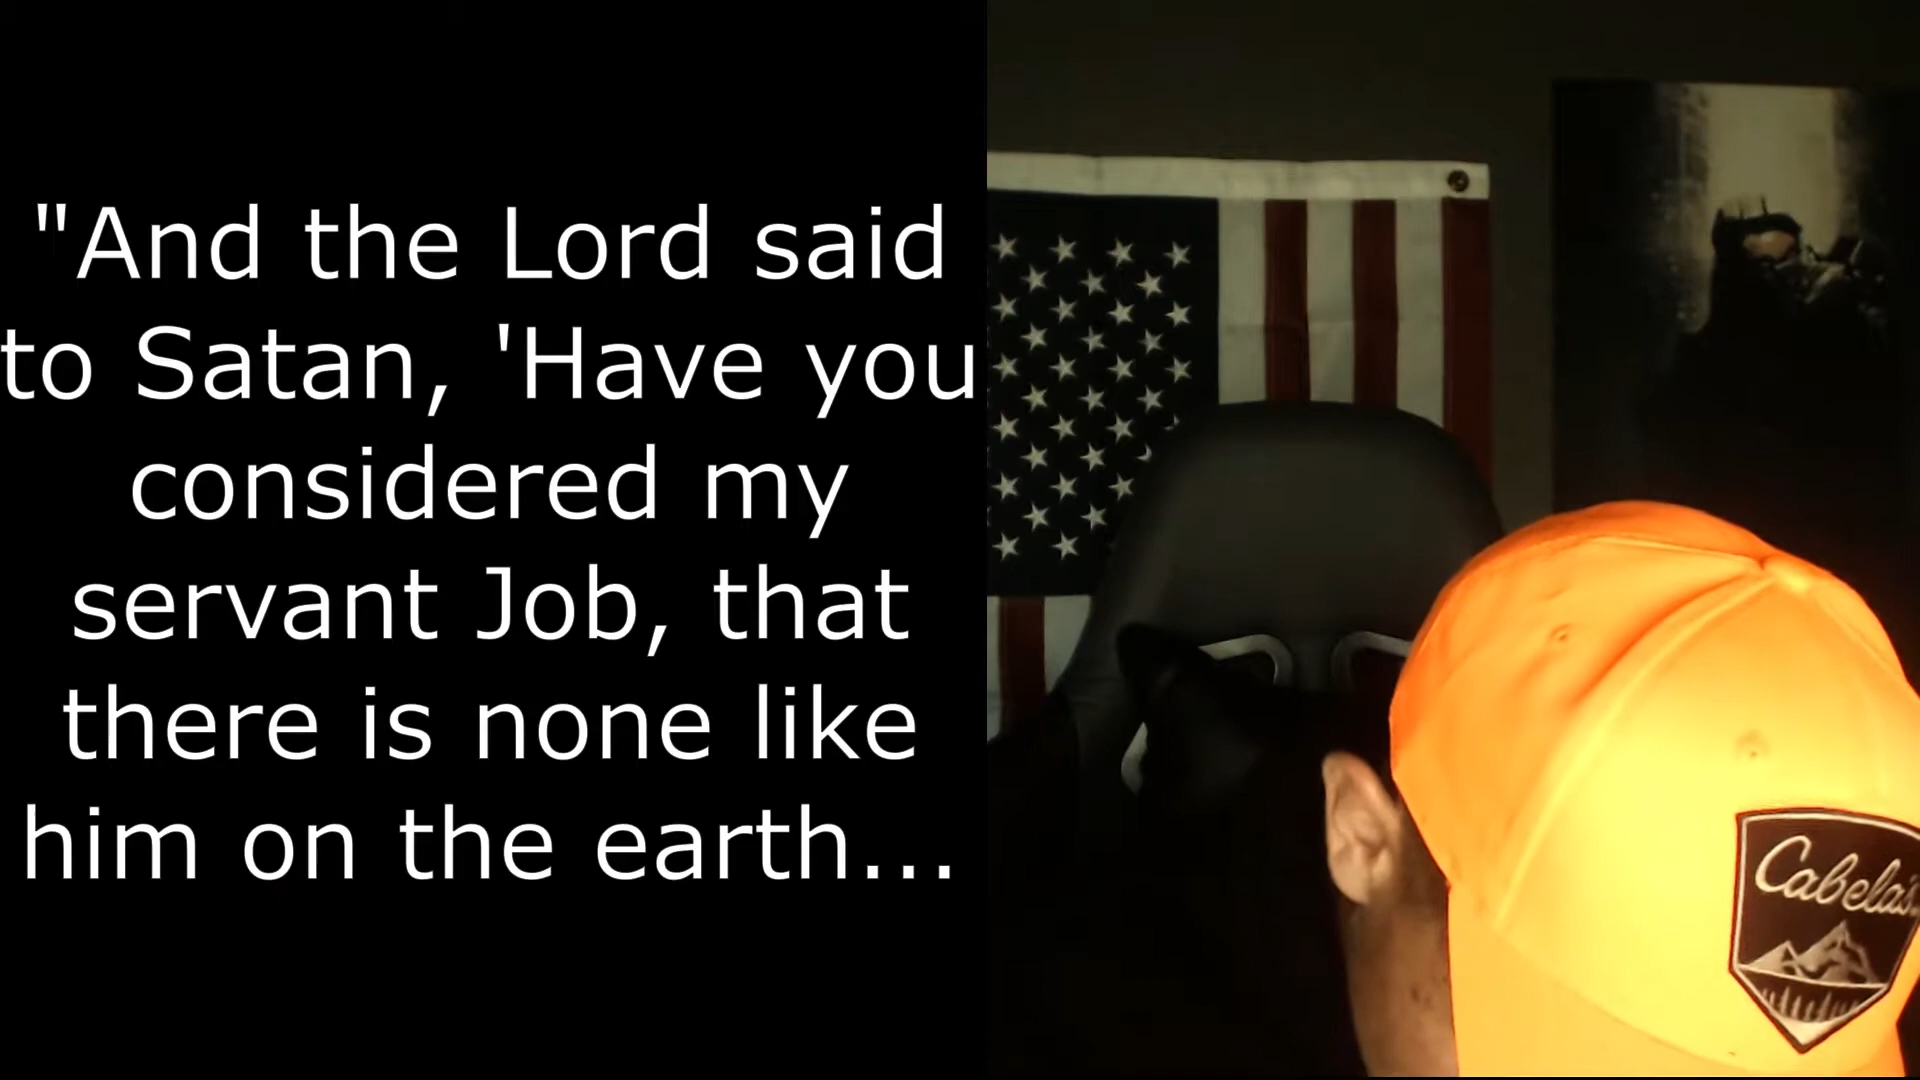 "And the Lord said
to Satan, 'Have you
considered my
servant Job, that
there is none like
him on the earth...
Cabela's